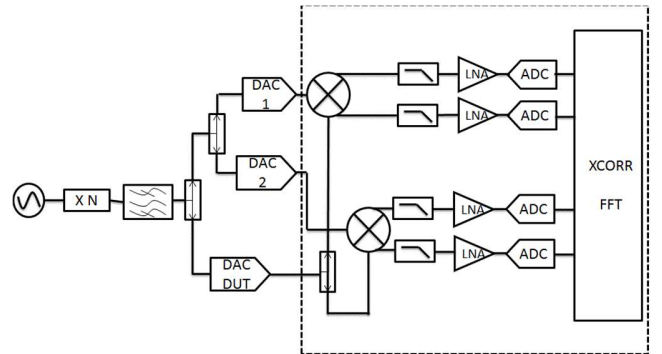 DAC
1
LNA
ADC
LNA
ADC
X N
DAC
2
XCORR
FFT
LNA
ADC
LNA
ADC
DAC
DUT